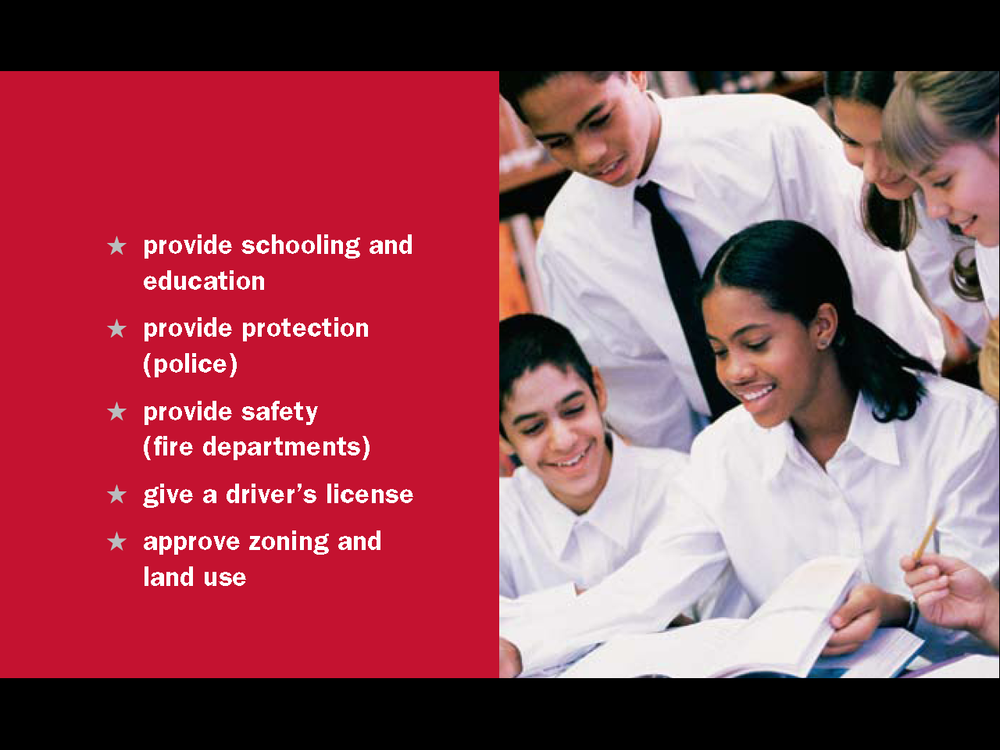 ★ provide schooling and
education
★ provide protection
(police)
★ provide safety
(fire departments)
★ give a driver’s license
★ approve zoning and
land use